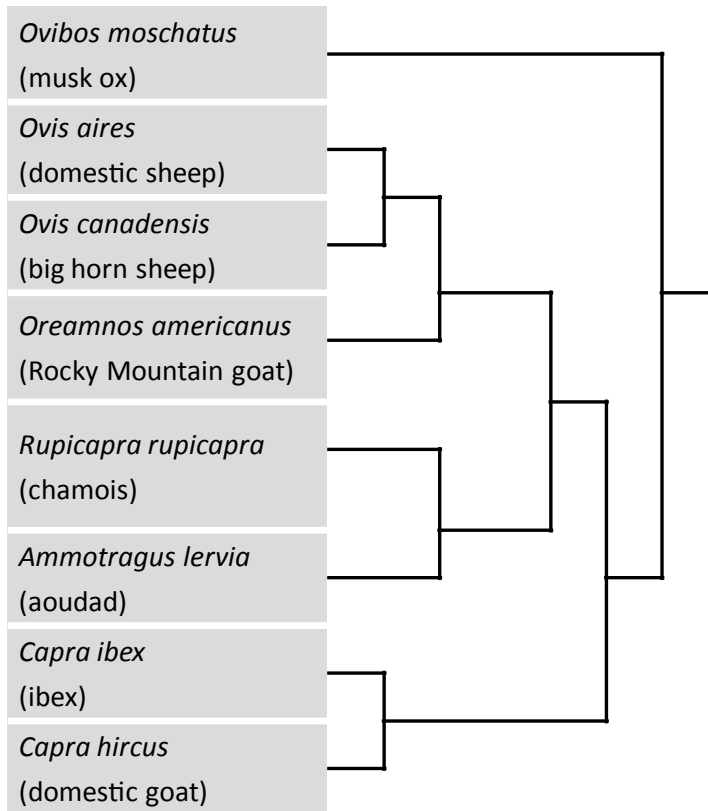 Ovibos moschatus
(musk ox)
Ovis aires
(domestic sheep)
Ovis canadensis
(big horn sheep)
Oreamnos americanus
(Rocky Mountain goat)
Rupicapra rupicapra
(chamois)
Ammotragus lervia
(aoudad)
Capra ibex
(ibex)
Capra hircus
(domestic goat)